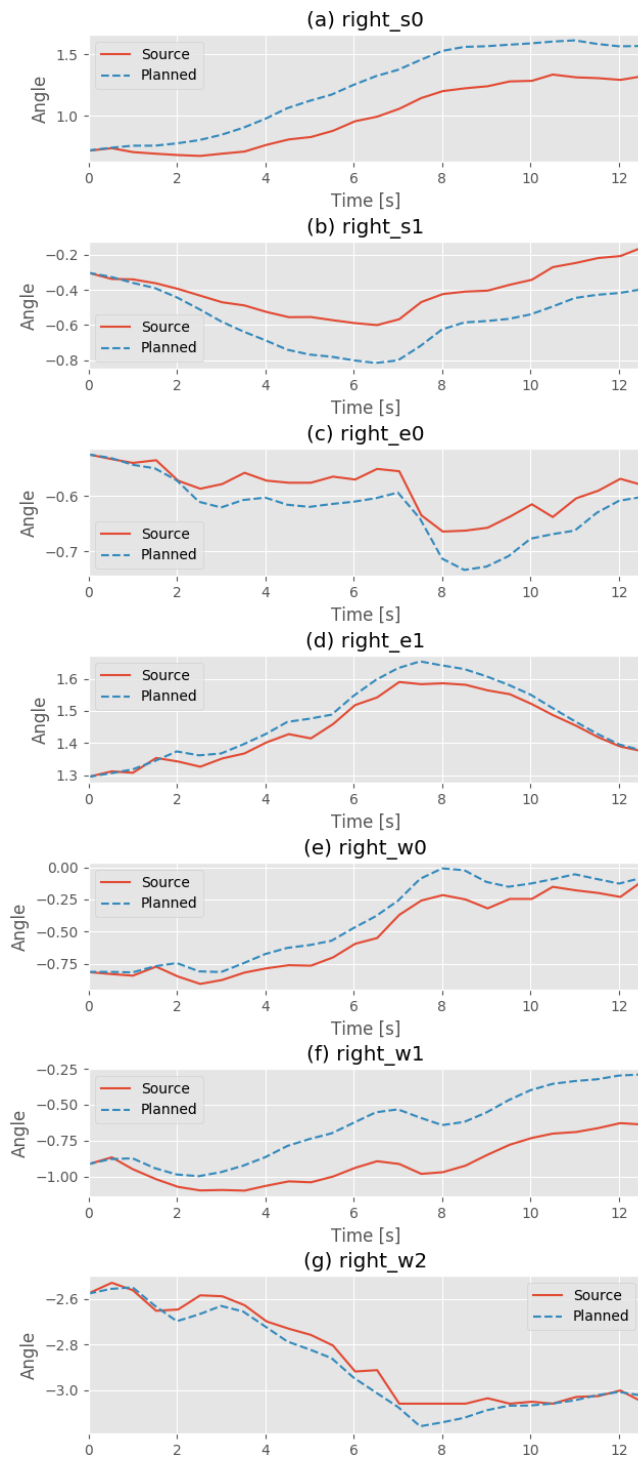 (a) right_s0
1.5
1.0
Angle
Source
Planned
0 2 4 6 8 10 12
Time [s]
(b) right_s1
−0.2
−0.4
−0.6
−0.8
Angle
Source
Planned
0 2 4 6 8 10 12
Time [s]
(c) right_e0
−0.6
−0.7
Angle
Source
Planned
0 2 4 6 8 10 12
Time [s]
(d) right_e1
1.6
1.5
1.4
1.3
Angle
Source
Planned
0 2 4 6 8 10 12
Time [s]
(e) right_w0
0.00
−0.25
−0.50
−0.75
Angle
Source
Planned
0 2 4 6 8 10 12
Time [s]
(f) right_w1
−0.25
−0.50
−0.75
−1.00
Angle
Source
Planned
0 2 4 6 8 10 12
Time [s]
(g) right_w2
−2.6
−2.8
−3.0
Angle
Source
Planned
0 2 4 6 8 10 12